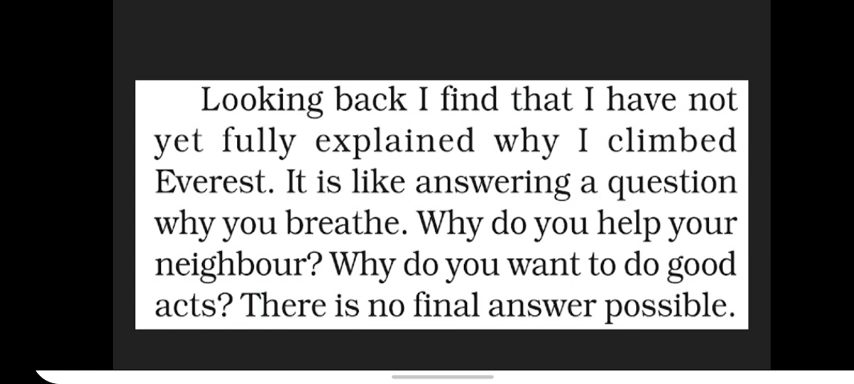 Looking back I find that I have not
yet fully explained why I climbed
Everest. It is like answering a question
why you breathe. Why do you help your
neighbour? Why do you want to do good
acts? There is no final answer possible.